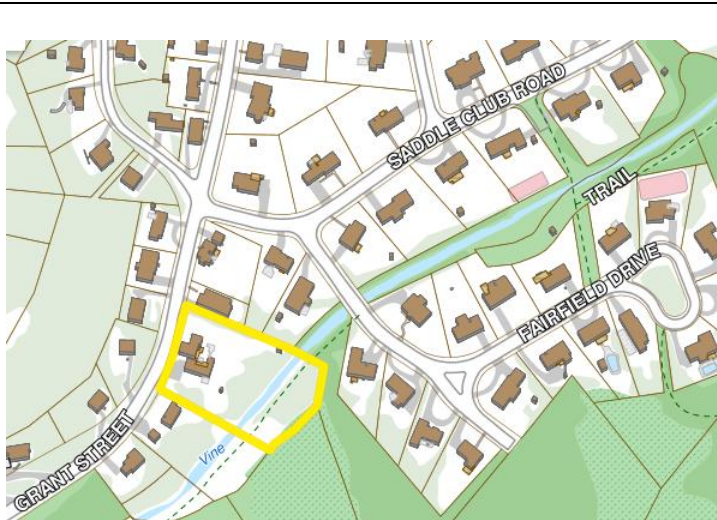 SADDLE CLUB ROAD
TRAIL
FAIRFIELD DRIVE
GRANT STREET
Vine